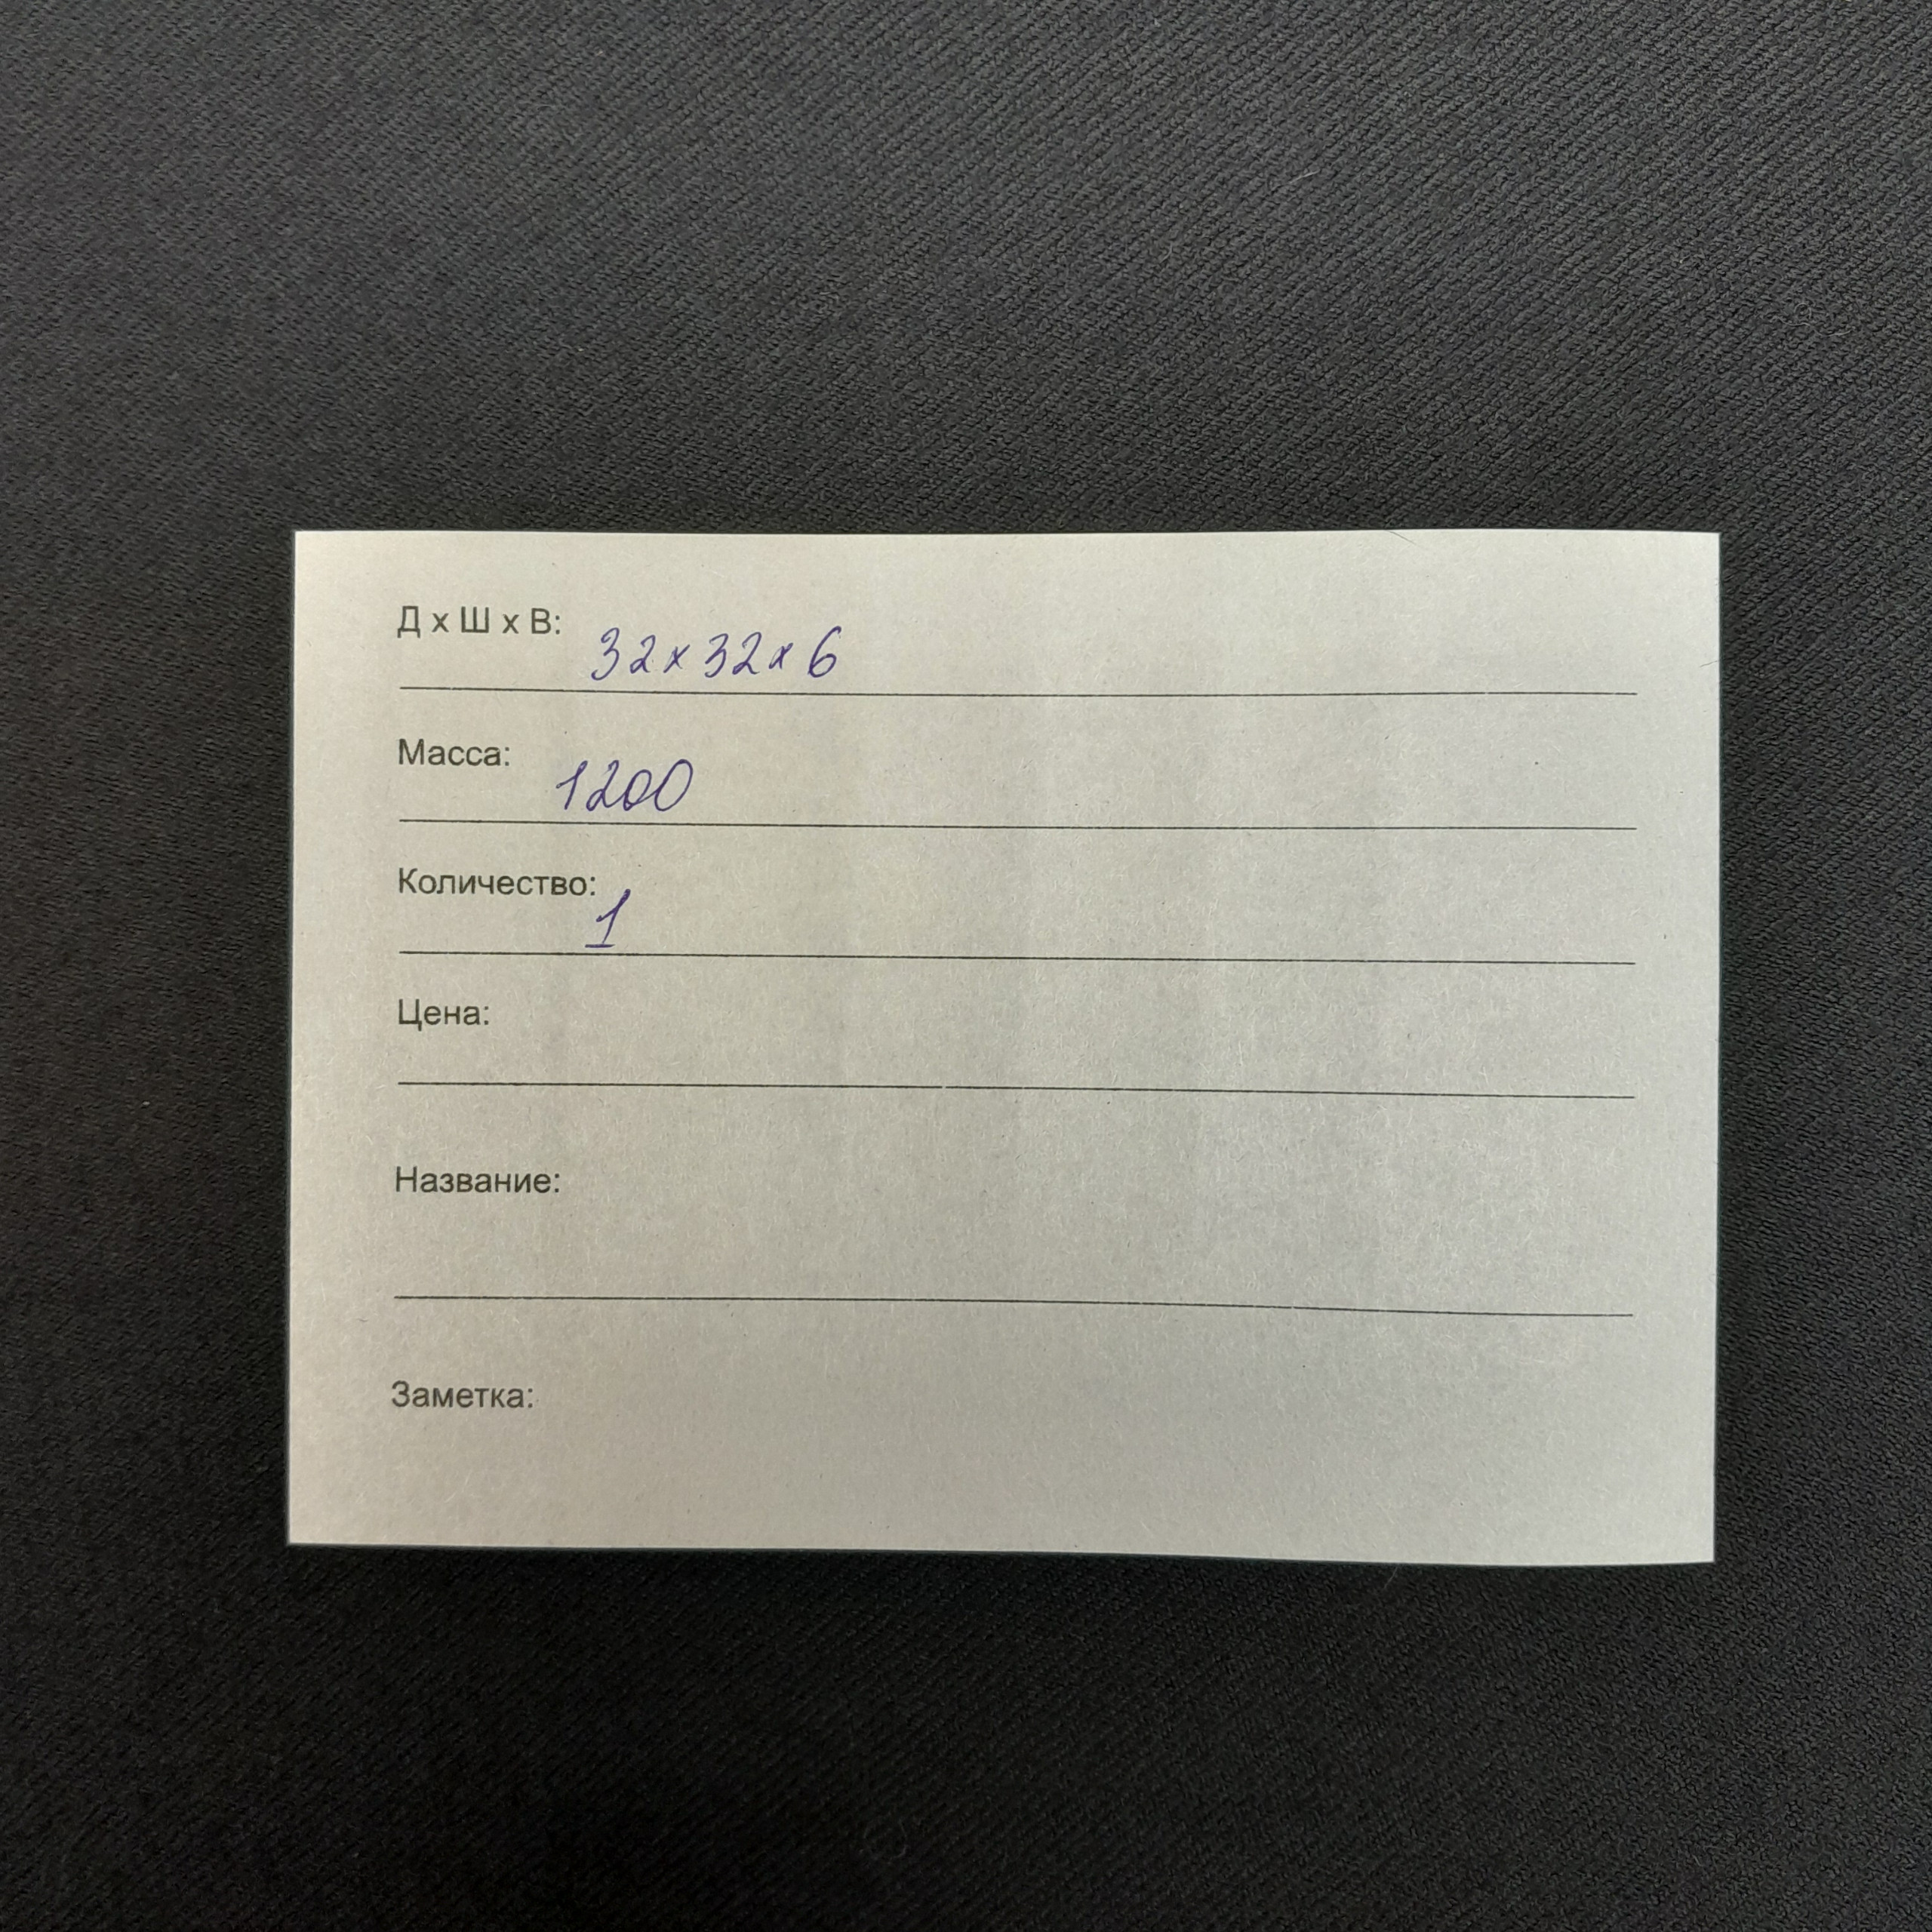 Д х Ш х В: 32х32х6
Масса: 1200
Количество: 1
Цена:
Название:
Заметка: